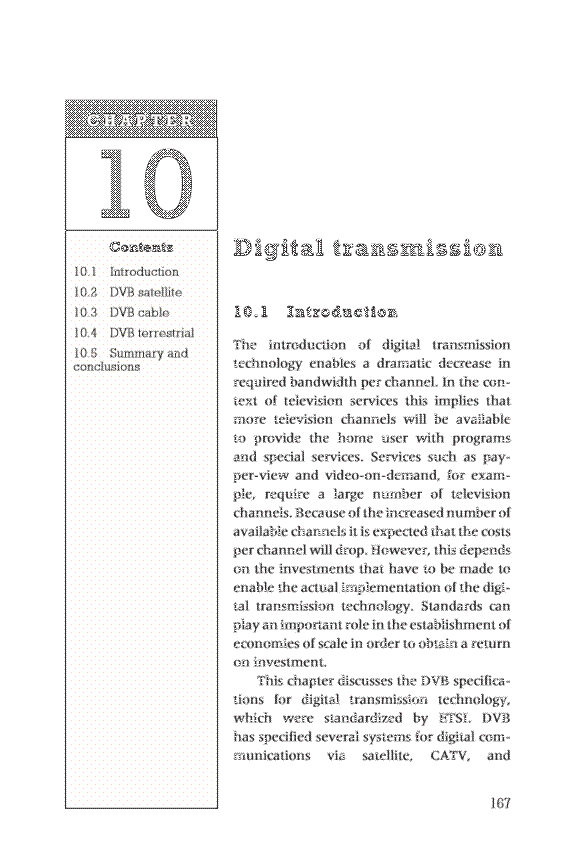 CHAPTER
10
Contents
10.1 Introduction
10.2 DVB satellite
10.3 DVB cable
10.4 DVB terrestrial
10.5 Summary and
conclusions
Digital transmission
10.1 Introduction
The introduction of digital transmission
technology enables a dramatic decrease in
required bandwidth per channel. In the con-
text of television services this implies that
more television channels will be available
to provide the home user with programs
and special services. Services such as pay-
per-view and video-on-demand, for exam-
ple, require a large number of television
channels. Because of the increased number of
available channels it is expected that the costs
per channel will drop. However, this depends
on the investments that have to be made to
enable the actual implementation of the digi-
tal transmission technology. Standards can
play an important role in the establishment of
economies of scale in order to obtain a return
on investment.
This chapter discusses the DVB specifica-
tions for digital transmission technology,
which were standardized by ETSI. DVB
has specified several systems for digital com-
munications via satellite, CATV, and
167